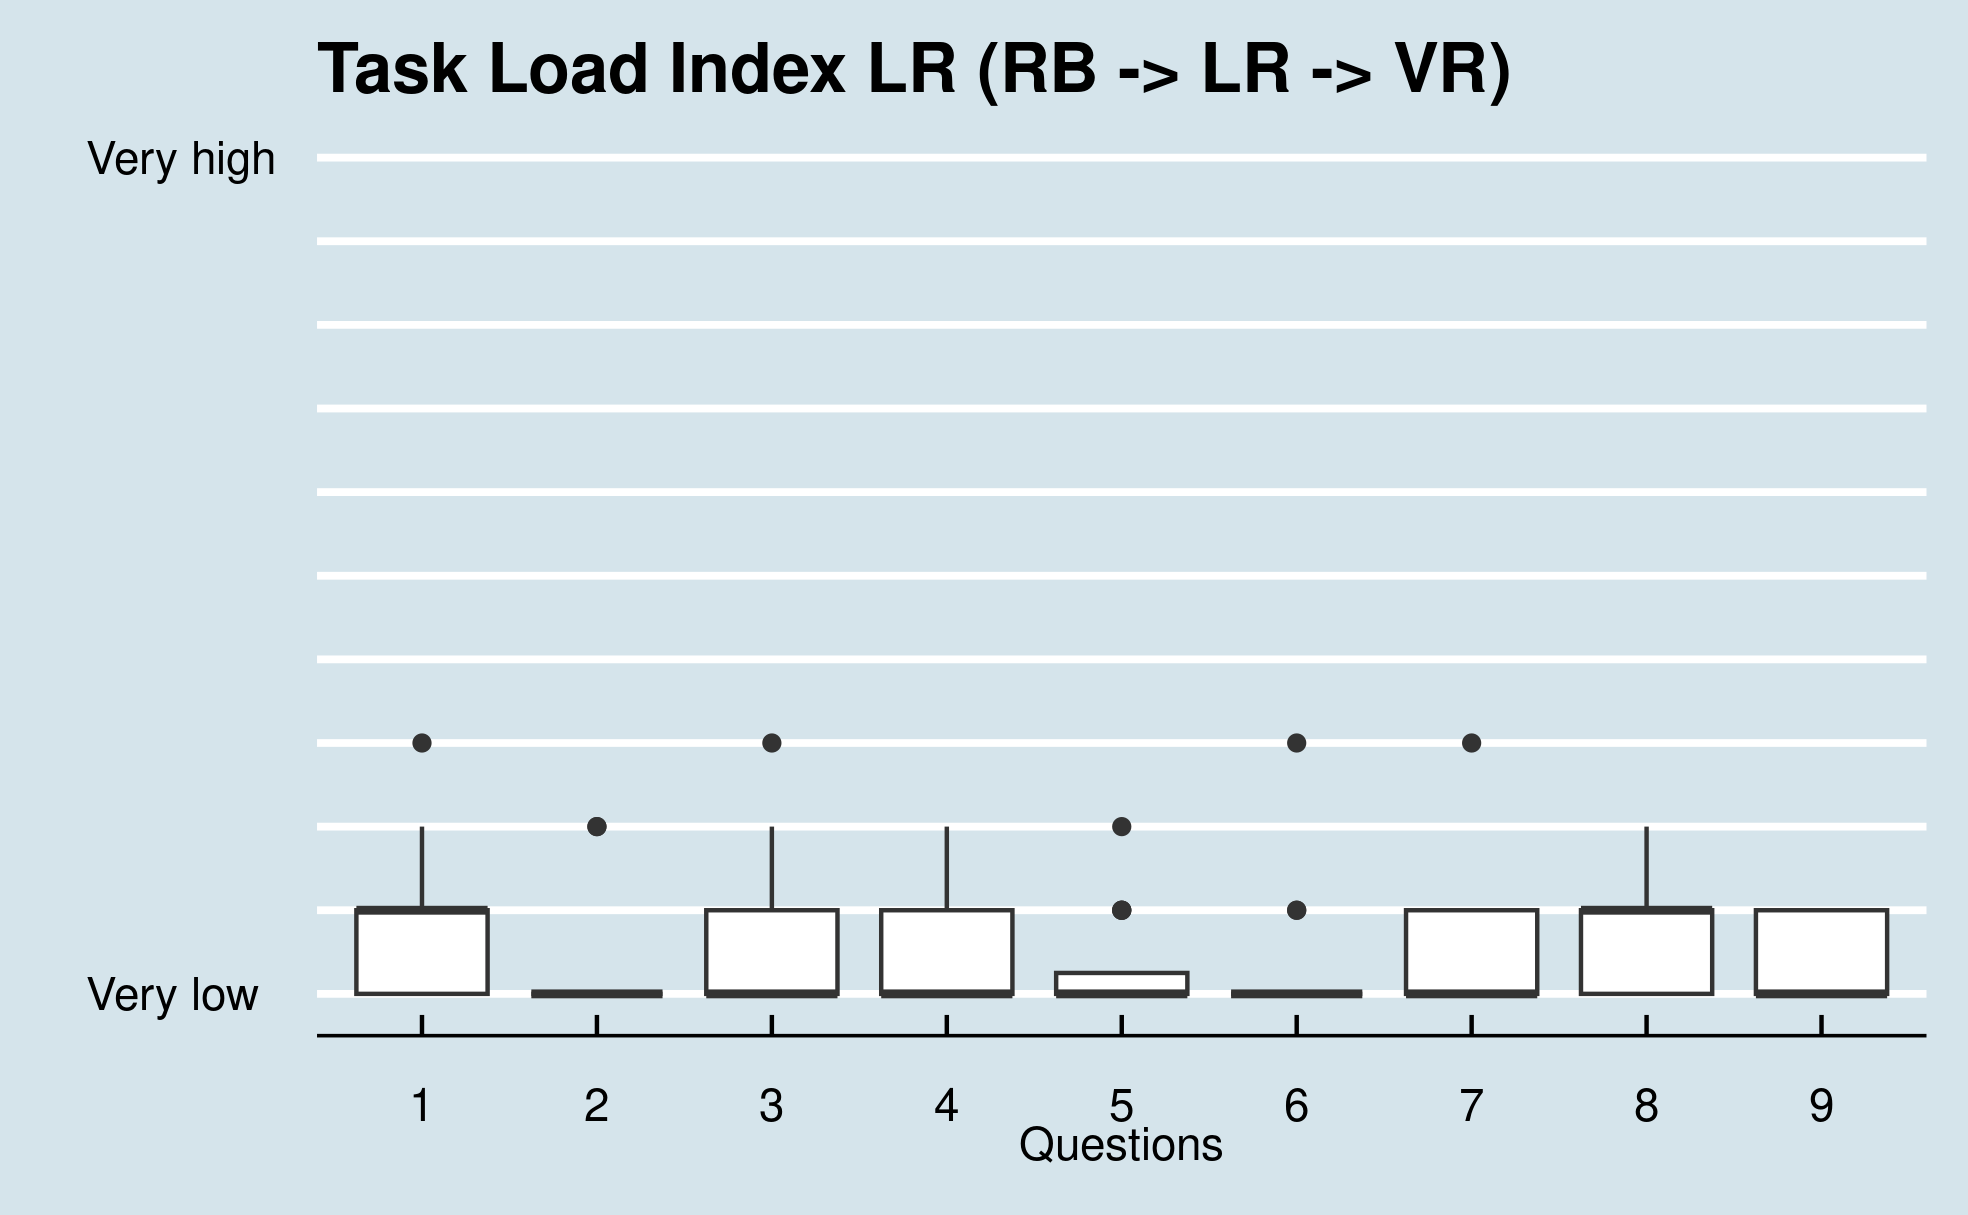 Task Load Index LR (RB -> LR -> VR)
Very high
Very low
1 2 3 4 5 6 7 8 9
Questions